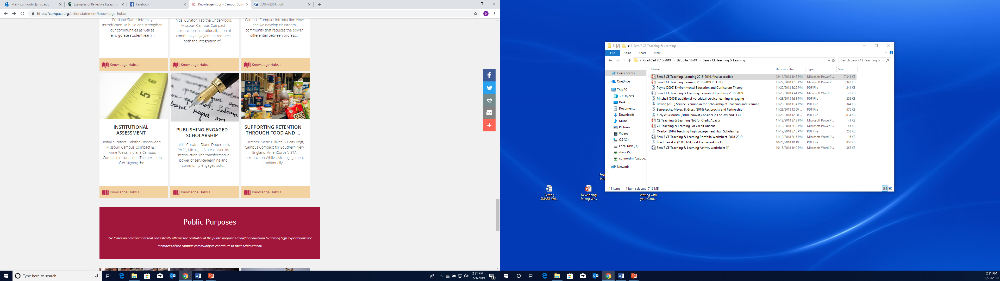 Mail - connordm@msu.edu
Examples of Reflective Essays for
Facebook
Knowledge Hubs - Campus Com
JOU478361.indd
https://compact.org/actionstatement/knowledge-hubs/
D
Portland State University
Introduction To build and strengthen
our communities as well as
reinvigorate student learni...
Initial Curator: Tabitha Underwood,
Missouri Campus Compact
Introduction Institutionalization of
community engagement requires
both the integration of...
Campus Compact Introduction How
can we develop classroom
community that reduces the power
differential between profess...
Knowledge Hubs >
Knowledge Hubs >
Knowledge Hubs >
INSTITUTIONAL
ASSESSMENT
Initial curators: Tabitha Underwood,
Missouri Campus Compact & H.
Anne Weiss, Indiana Campus
Compact Introduction The next step
after signing the...
PUBLISHING ENGAGED
SCHOLARSHIP
Initial Curator: Diane Doberneck,
Ph.D., Michigan State University
Introduction The transformative
power of service-learning and
community-engaged sch...
SUPPORTING RETENTION
THROUGH FOOD AND ...
Curators: Marie Dillivan & Caity Vogt,
Campus Compact for Southern New
England, AmeriCorps VISTA
Introduction While civic engagement
traditionally...
Knowledge Hubs >
Knowledge Hubs >
Knowledge Hubs >
Public Purposes
We foster an environment that consistently affirms the centrality of the public purposes of higher education by setting high expectations for
members of the campus community to contribute to their achievement.
Type here to search
2:31 PM
1/21/2019
Sem 7 CE Teaching & Learning
File Home Share View
Grad Cert 2018-2019 > D2L Site, 18-19 > Sem 7 CE Teaching & Learning
Search Sem 7 CE Teaching & ...
Quick access
OneDrive
This PC
3D Objects
Desktop
Documents
Downloads
Music
Pictures
Videos
OS (C:)
Local Disk (D:)
share (S:)
connordm (\\apuo.
Network
Name Date modified Type Size
Sem 8 CE Teaching Learning 2018-2019, final accessible 12/11/2018 1:48 PM Microsoft PowerP... 7,343 KB
Sem 8 CE Teaching Learning 2018-2019 RB Edits 11/29/2018 4:10 PM Microsoft PowerP... 7,342 KB
Payne (2006) Environmental Education and Curriculum Theory 11/29/2018 3:25 PM PDF File 241 KB
Sem 7 CE Teaching & Learning, Learning Objectives, 2018-2019 11/28/2018 4:41 PM Microsoft Word D... 22 KB
Mitchell (2008) traditional-vs-critical-service-learning-engaging 11/28/2018 1:38 PM PDF File 202 KB
Bowen (2010) Service Learning in the Scholarship of Teaching and Learning 11/28/2018 1:14 PM PDF File 344 KB
Barreneche, Meyer, & Gross (2018) Reciprocity and Partnership 11/28/2018 12:00 ... PDF File 676 KB
Kiely & Sexsmith (2018) Innovat Consider in Fac Dev and SLCE 11/28/2018 12:00 ... PDF File 1,034 KB
CE Teaching & Learning Not for Credit Abacus 11/12/2018 3:18 PM Microsoft PowerP... 41 KB
CE Teaching & Learning For Credit Abacus 11/12/2018 3:18 PM Microsoft PowerP... 45 KB
Overby (2016) Teaching High Engagement High Scholarship 11/12/2018 3:16 PM PDF File 252 KB
Sem 7 CE Teaching & Learning Portfolio Worksheet, 2018-2019 11/12/2018 3:15 PM Microsoft Word D... 16 KB
Friedman et al (2008) NSF Eval_Framework for ISE 10/26/2018 10:19 ... PDF File 850 KB
Sem 7 CE Teaching & Learning Activity worksheet (1) 10/15/2018 1:40 PM Microsoft Word D... 368 KB
14 items 1 item selected 7.16 MB
Setting
SMART Wri...
Developing
Strong Wr...
Writing with
your Com...
2:31 PM
1/21/2019